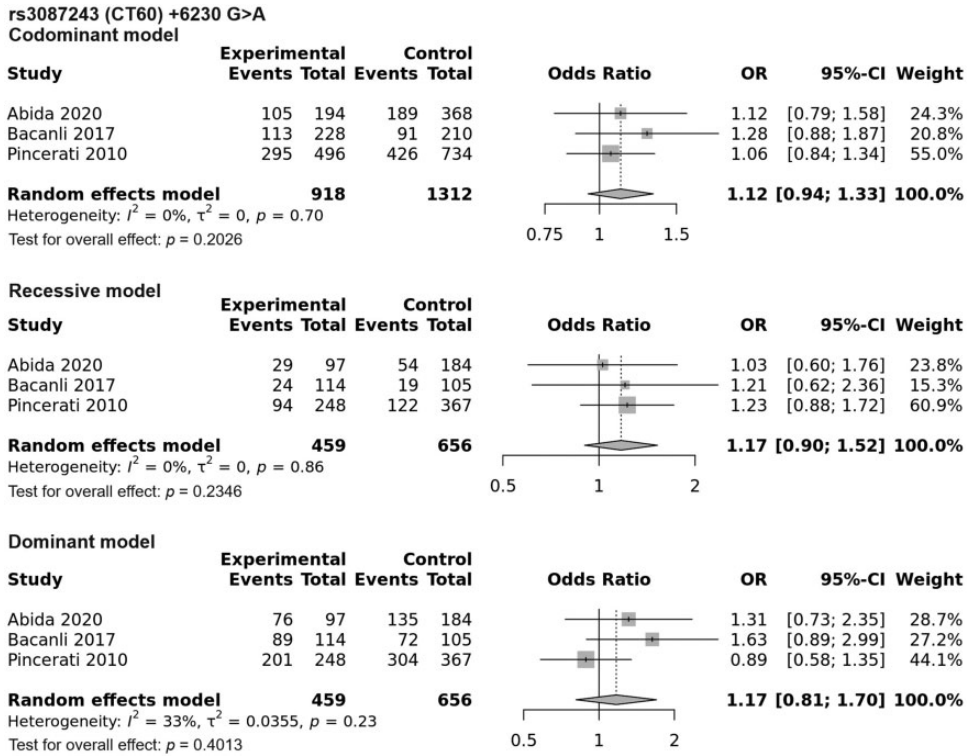 rs3087243 (CT60) +6230 G>A
Codominant model
Experimental Control
Study Events Total Events Total Odds Ratio OR 95%-CI Weight
Abida 2020 105 194 189 368 1.12 [0.79; 1.58] 24.3%
Bacanli 2017 113 228 91 210 1.28 [0.88; 1.87] 20.8%
Pincerati 2010 295 496 426 734 1.06 [0.84; 1.34] 55.0%
Random effects model 918 1312 1.12 [0.94; 1.33] 100.0%
Heterogeneity: I² = 0%, τ² = 0, p = 0.70
Test for overall effect: p = 0.2026
0.75 1 1.5
Recessive model
Experimental Control
Study Events Total Events Total Odds Ratio OR 95%-CI Weight
Abida 2020 29 97 54 184 1.03 [0.60; 1.76] 23.8%
Bacanli 2017 24 114 19 105 1.21 [0.62; 2.36] 15.3%
Pincerati 2010 94 248 122 367 1.23 [0.88; 1.72] 60.9%
Random effects model 459 656 1.17 [0.90; 1.52] 100.0%
Heterogeneity: I² = 0%, τ² = 0, p = 0.86
Test for overall effect: p = 0.2346
0.5 1 2
Dominant model
Experimental Control
Study Events Total Events Total Odds Ratio OR 95%-CI Weight
Abida 2020 76 97 135 184 1.31 [0.73; 2.35] 28.7%
Bacanli 2017 89 114 72 105 1.63 [0.89; 2.99] 27.2%
Pincerati 2010 201 248 304 367 0.89 [0.58; 1.35] 44.1%
Random effects model 459 656 1.17 [0.81; 1.70] 100.0%
Heterogeneity: I² = 33%, τ² = 0.0355, p = 0.23
Test for overall effect: p = 0.4013
0.5 1 2